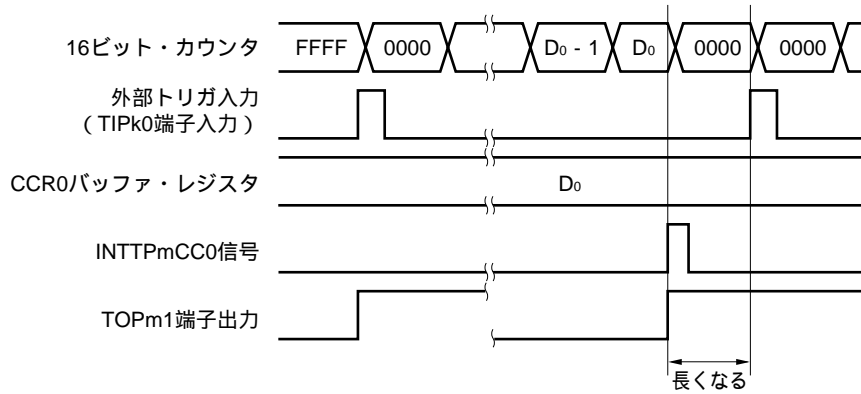 16ビット・カウンタ FFFF 0000 D0 - 1 D0 0000 0000
外部トリガ入力
(TIPk0端子入力)
CCR0バッファ・レジスタ D0
INTTPmCC0信号
TOPm1端子出力
長くなる